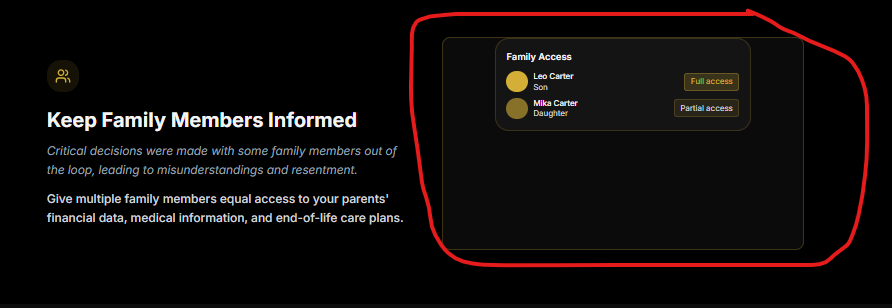 Keep Family Members Informed
Critical decisions were made with some family members out of
the loop, leading to misunderstandings and resentment.
Give multiple family members equal access to your parents'
financial data, medical information, and end-of-life care plans.
Family Access
Leo Carter
Son
Full access
Mika Carter
Daughter
Partial access